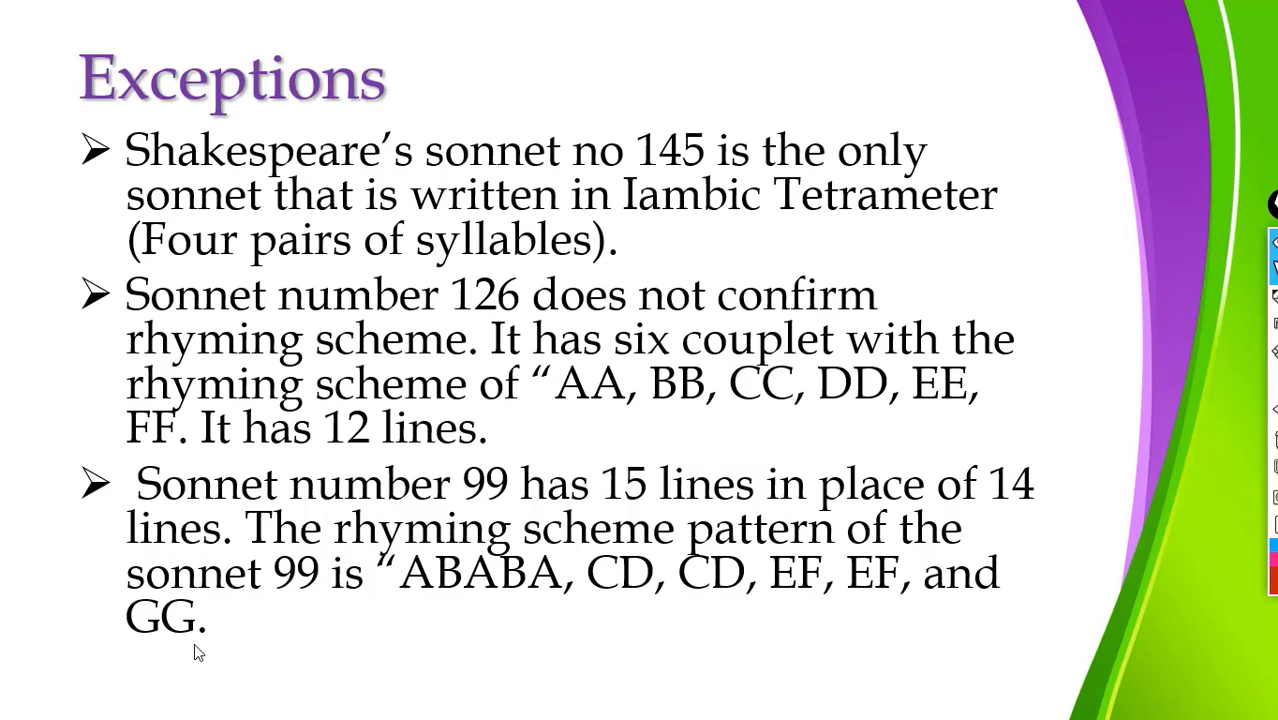 Exceptions
➢ Shakespeare’s sonnet no 145 is the only
sonnet that is written in Iambic Tetrameter
(Four pairs of syllables).
➢ Sonnet number 126 does not confirm
rhyming scheme. It has six couplet with the
rhyming scheme of “AA, BB, CC, DD, EE,
FF. It has 12 lines.
➢ Sonnet number 99 has 15 lines in place of 14
lines. The rhyming scheme pattern of the
sonnet 99 is “ABABA, CD, CD, EF, EF, and
GG.